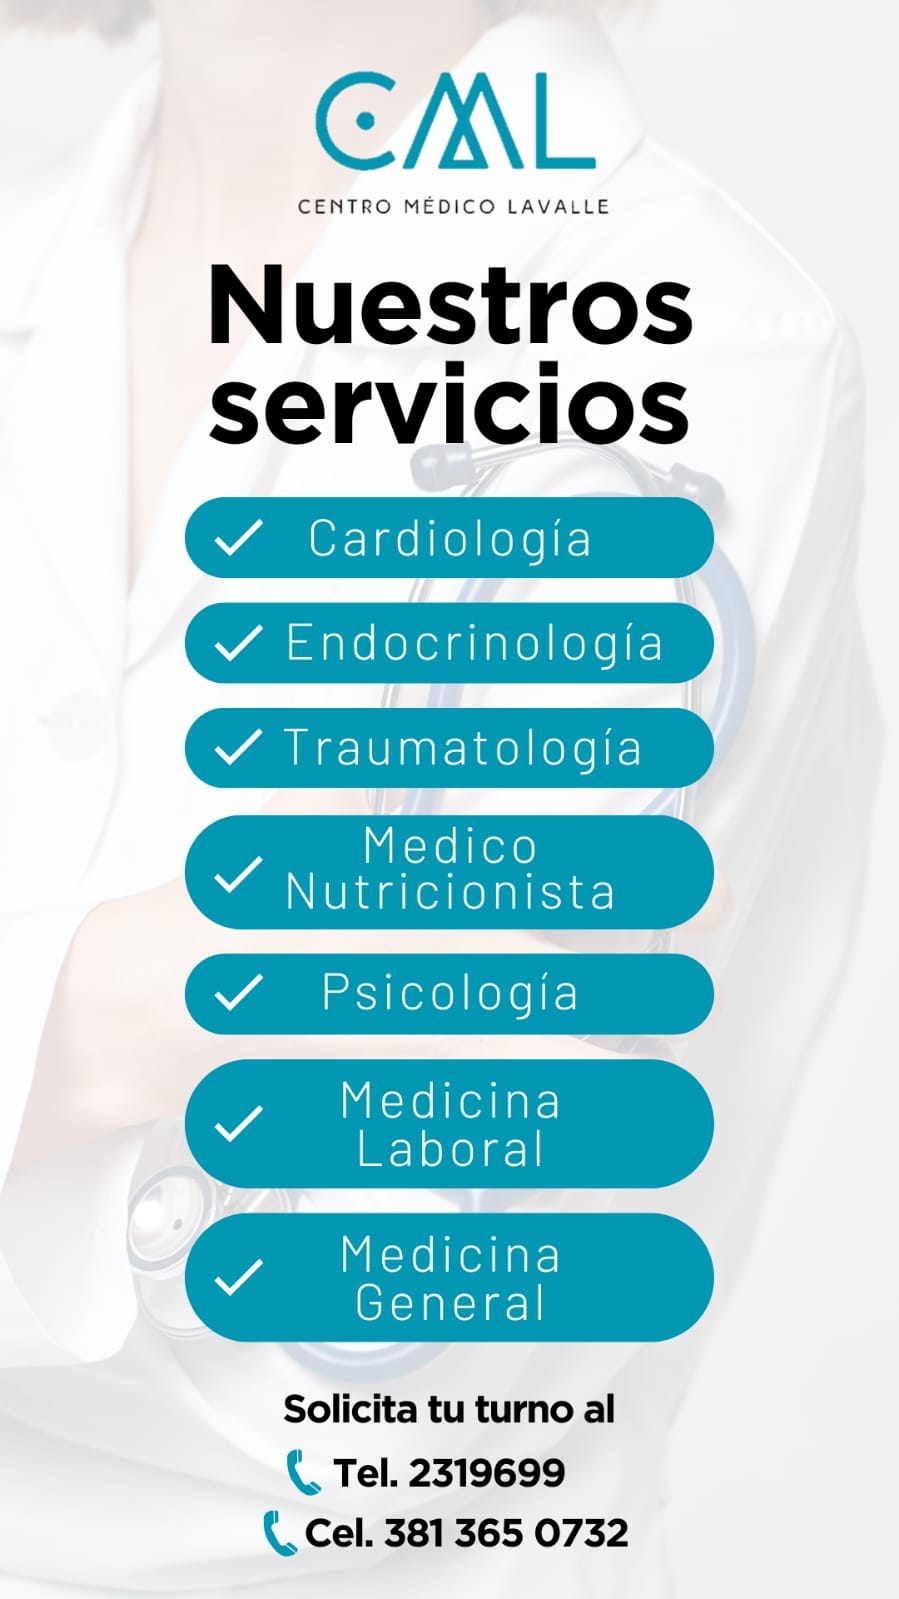 CML
CENTRO MÉDICO LAVALLE
Nuestros
servicios
Cardiología
Endocrinología
Traumatología
Medico
Nutricionista
Psicología
Medicina
Laboral
Medicina
General
Solicita tu turno al
Tel. 2319699
Cel. 381 365 0732